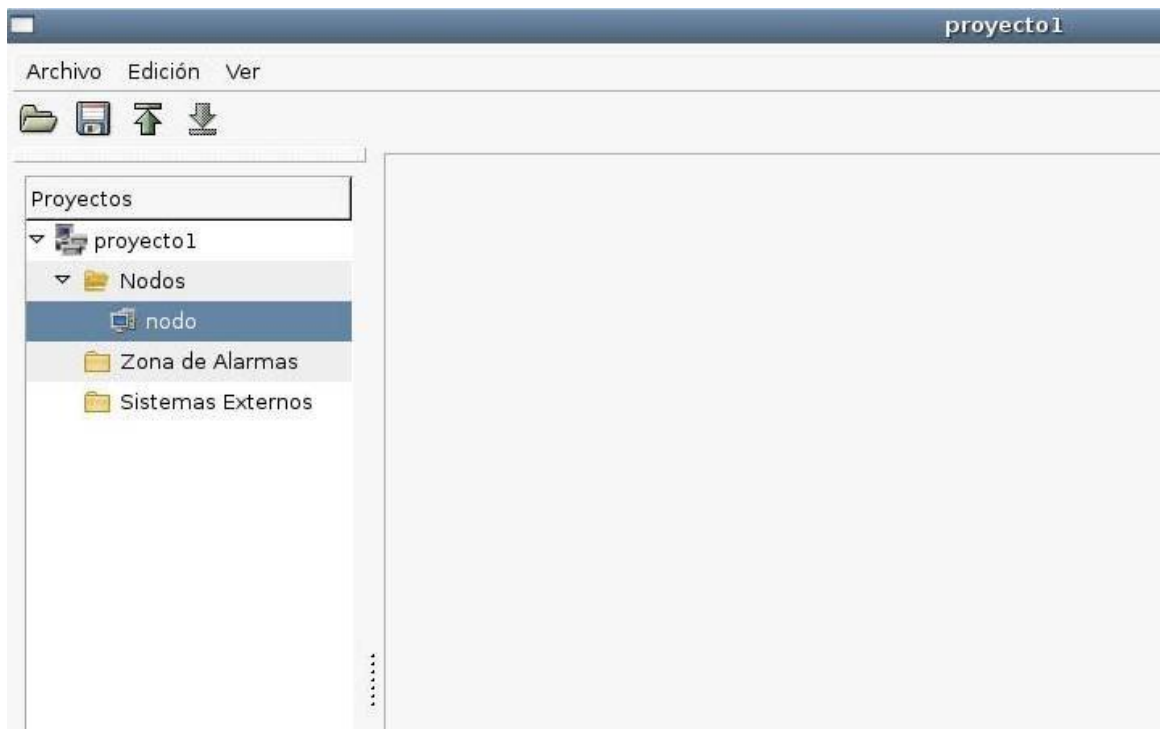 proyecto1
Archivo Edición Ver
Proyectos
proyecto1
Nodos
nodo
Zona de Alarmas
Sistemas Externos